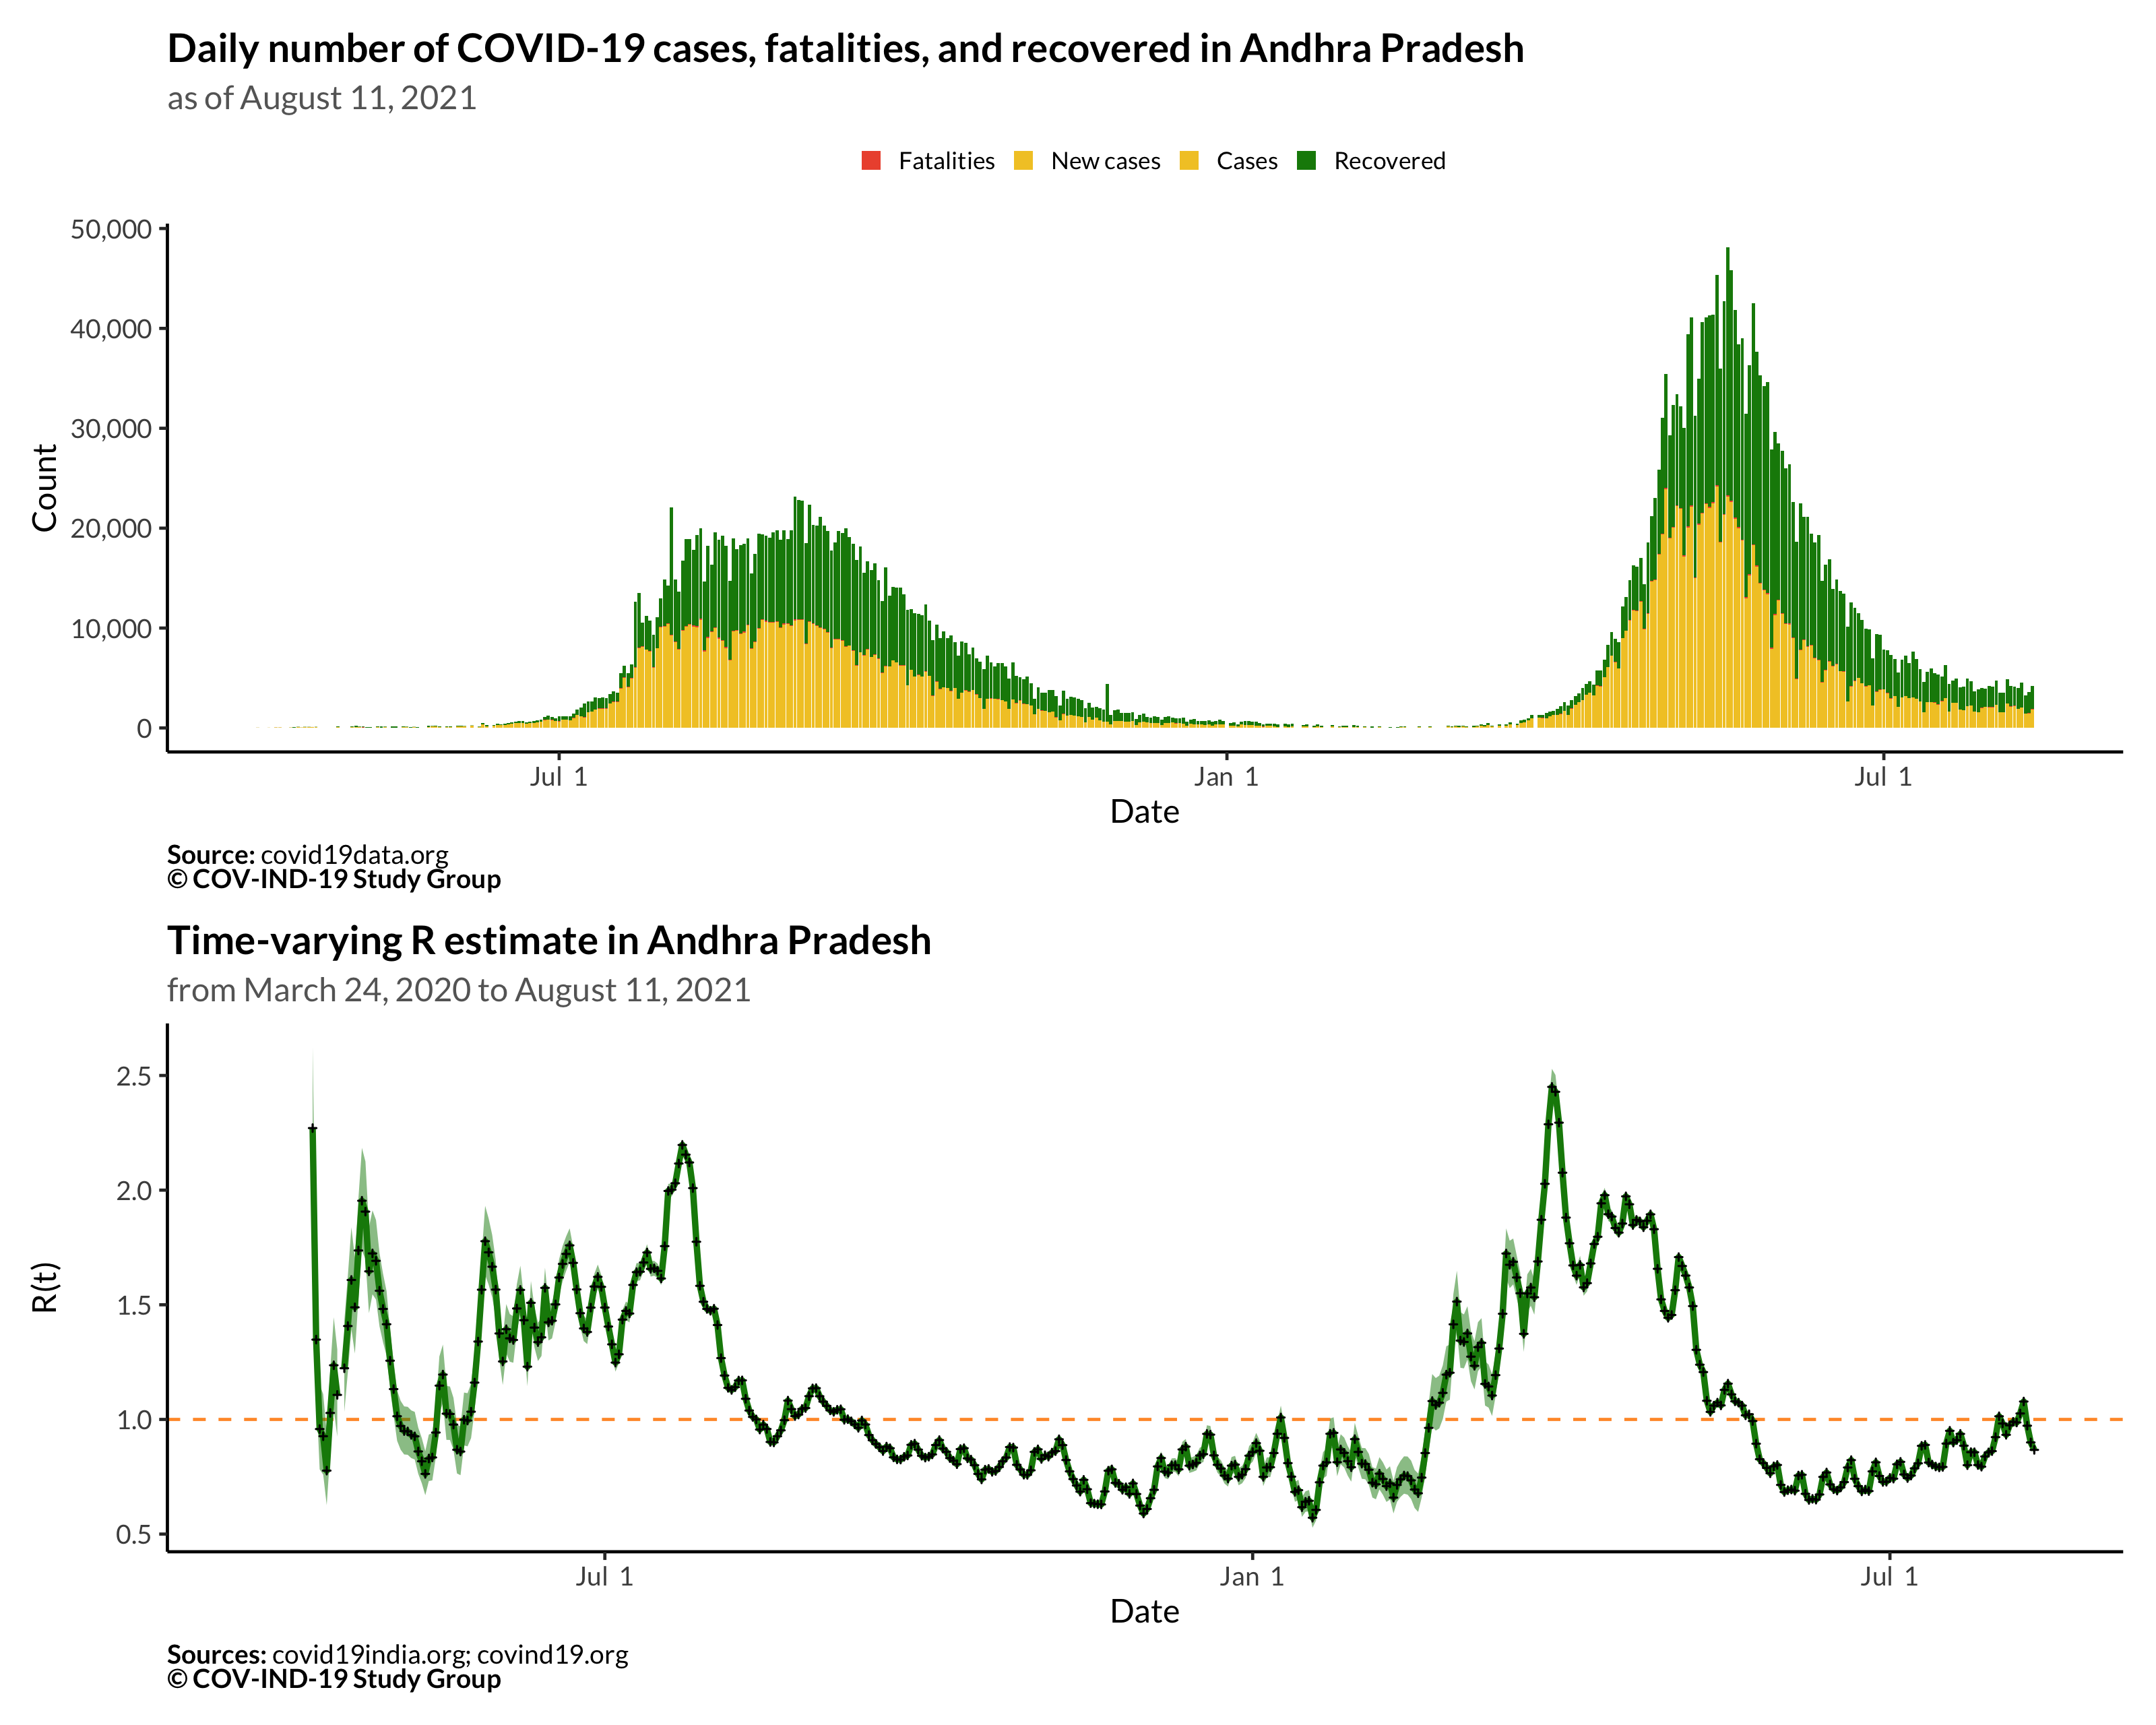 Daily number of COVID-19 cases, fatalities, and recovered in Andhra Pradesh
as of August 11, 2021
Fatalities New cases Cases Recovered
50,000
40,000
30,000
20,000
10,000
0
Count
Jul 1 Jan 1 Jul 1
Date
Source: covid19data.org
© COV-IND-19 Study Group
Time-varying R estimate in Andhra Pradesh
from March 24, 2020 to August 11, 2021
2.5
2.0
1.5
1.0
0.5
R(t)
Jul 1 Jan 1 Jul 1
Date
Sources: covid19india.org; covind19.org
© COV-IND-19 Study Group